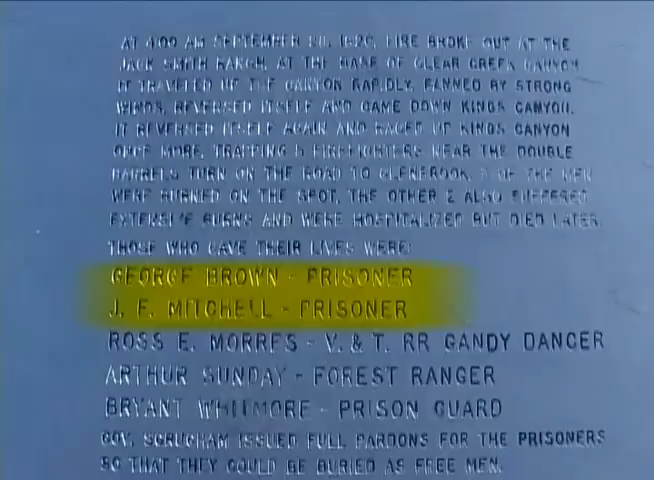 AT 4:00 AM SEPTEMBER 30, 1926, FIRE BROKE OUT AT THE
JACK SMITH RANCH, AT THE BASE OF CLEAR CREEK CANYON
IT TRAVELED UP THE CANYON RAPIDLY, FANNED BY STRONG
WINDS, REVERSED ITSELF AND CAME DOWN KINGS CANYON.
IT REVERSED ITSELF AGAIN AND RACED UP KINGS CANYON
ONCE MORE, TRAPPING 5 FIREFIGHTERS NEAR THE DOUBLE
BARRELS TURN ON THE ROAD TO GLENBROOK. 3 OF THE MEN
WERE BURNED ON THE SPOT, THE OTHER 2 ALSO SUFFERED
EXTENSIVE BURNS AND WERE HOSPITALIZED BUT DIED LATER.
THOSE WHO GAVE THEIR LIVES WERE:
GEORGE BROWN - PRISONER
J. F. MITCHELL - PRISONER
ROSS E. MORRES - V. & T. RR GANDY DANCER
ARTHUR SUNDAY - FOREST RANGER
BRYANT WHITMORE - PRISON GUARD
GOV. SCRUGHAM ISSUED FULL PARDONS FOR THE PRISONERS
SO THAT THEY COULD BE BURIED AS FREE MEN.